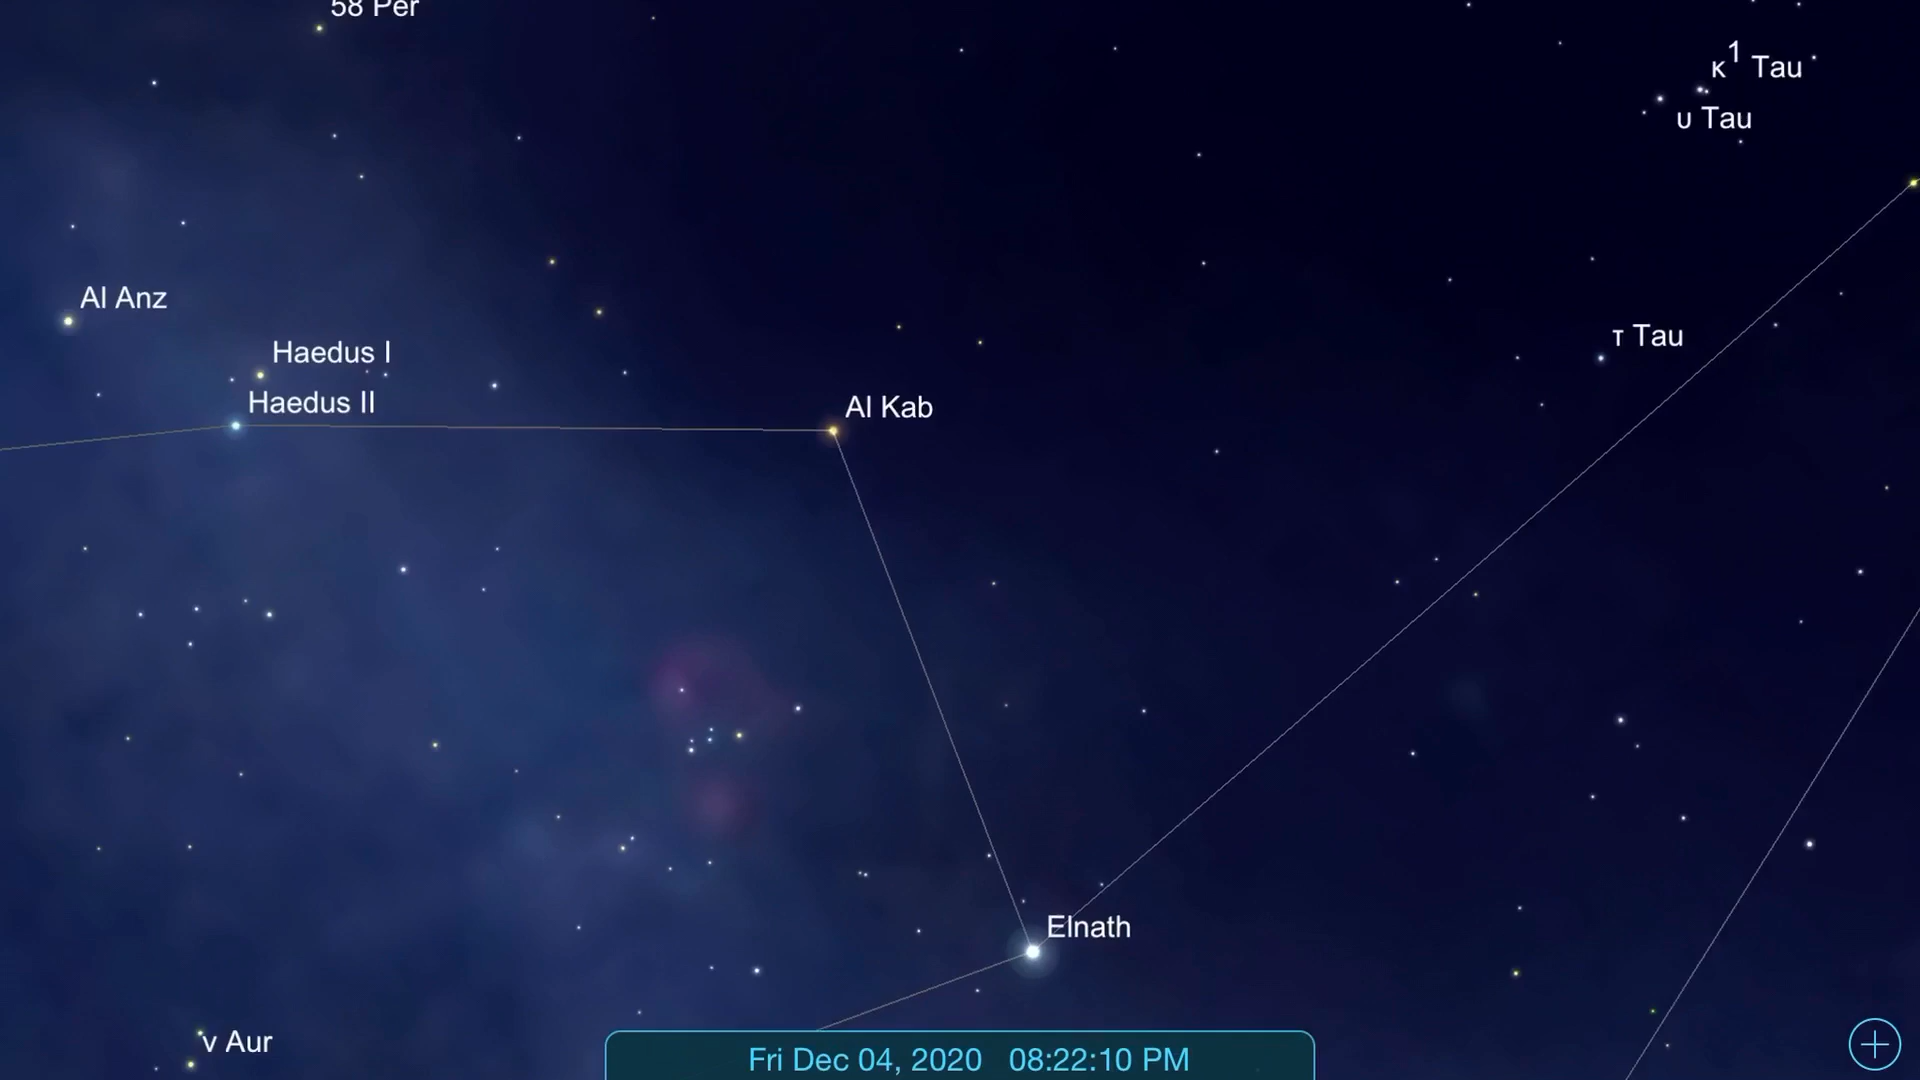 58 Per
κ¹ Tau
υ Tau
Al Anz
τ Tau
Haedus I
Haedus II
Al Kab
Elnath
ν Aur
Fri Dec 04, 2020 08:22:10 PM